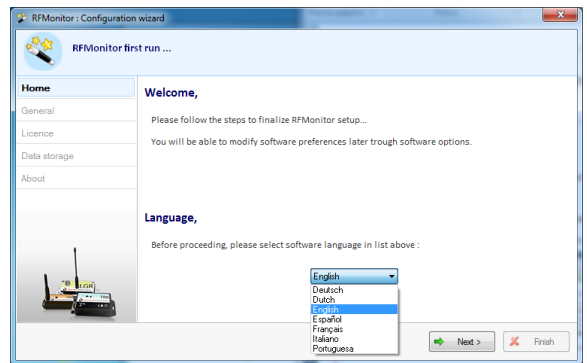 RFMonitor : Configuration wizard
RFMonitor first run ...
Home
General
Licence
Data storage
About
Welcome,
Please follow the steps to finalize RFMonitor setup...
You will be able to modify software preferences later trough software options.
Language,
Before proceeding, please select software language in list above :
English
Deutsch
Dutch
English
Español
Français
Italiano
Portuguesa
Next >
Finish